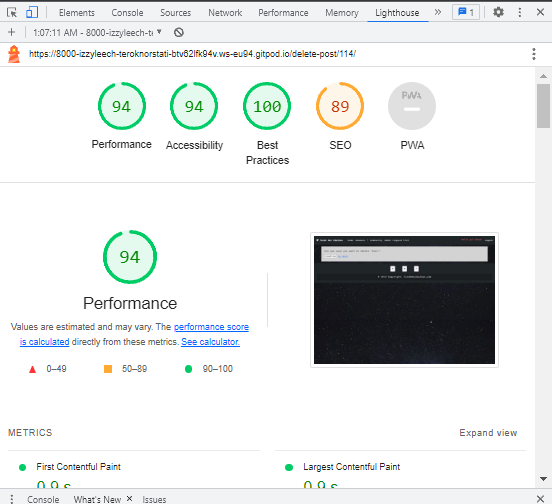 Elements Console Sources Network Performance Memory Lighthouse » 1
1:07:11 AM - 8000-izzyleech-t
https://8000-izzyleech-teroknorstati-btv62lfk94v.ws-eu94.gitpod.io/delete-post/114/
94 94 100 89 PWA
Performance Accessibility Best Practices SEO PWA
94
Performance
Values are estimated and may vary. The performance score
is calculated directly from these metrics. See calculator.
0–49 50–89 90–100
METRICS Expand view
First Contentful Paint Largest Contentful Paint
0.9 s 0.9 s
Console What's New Issues